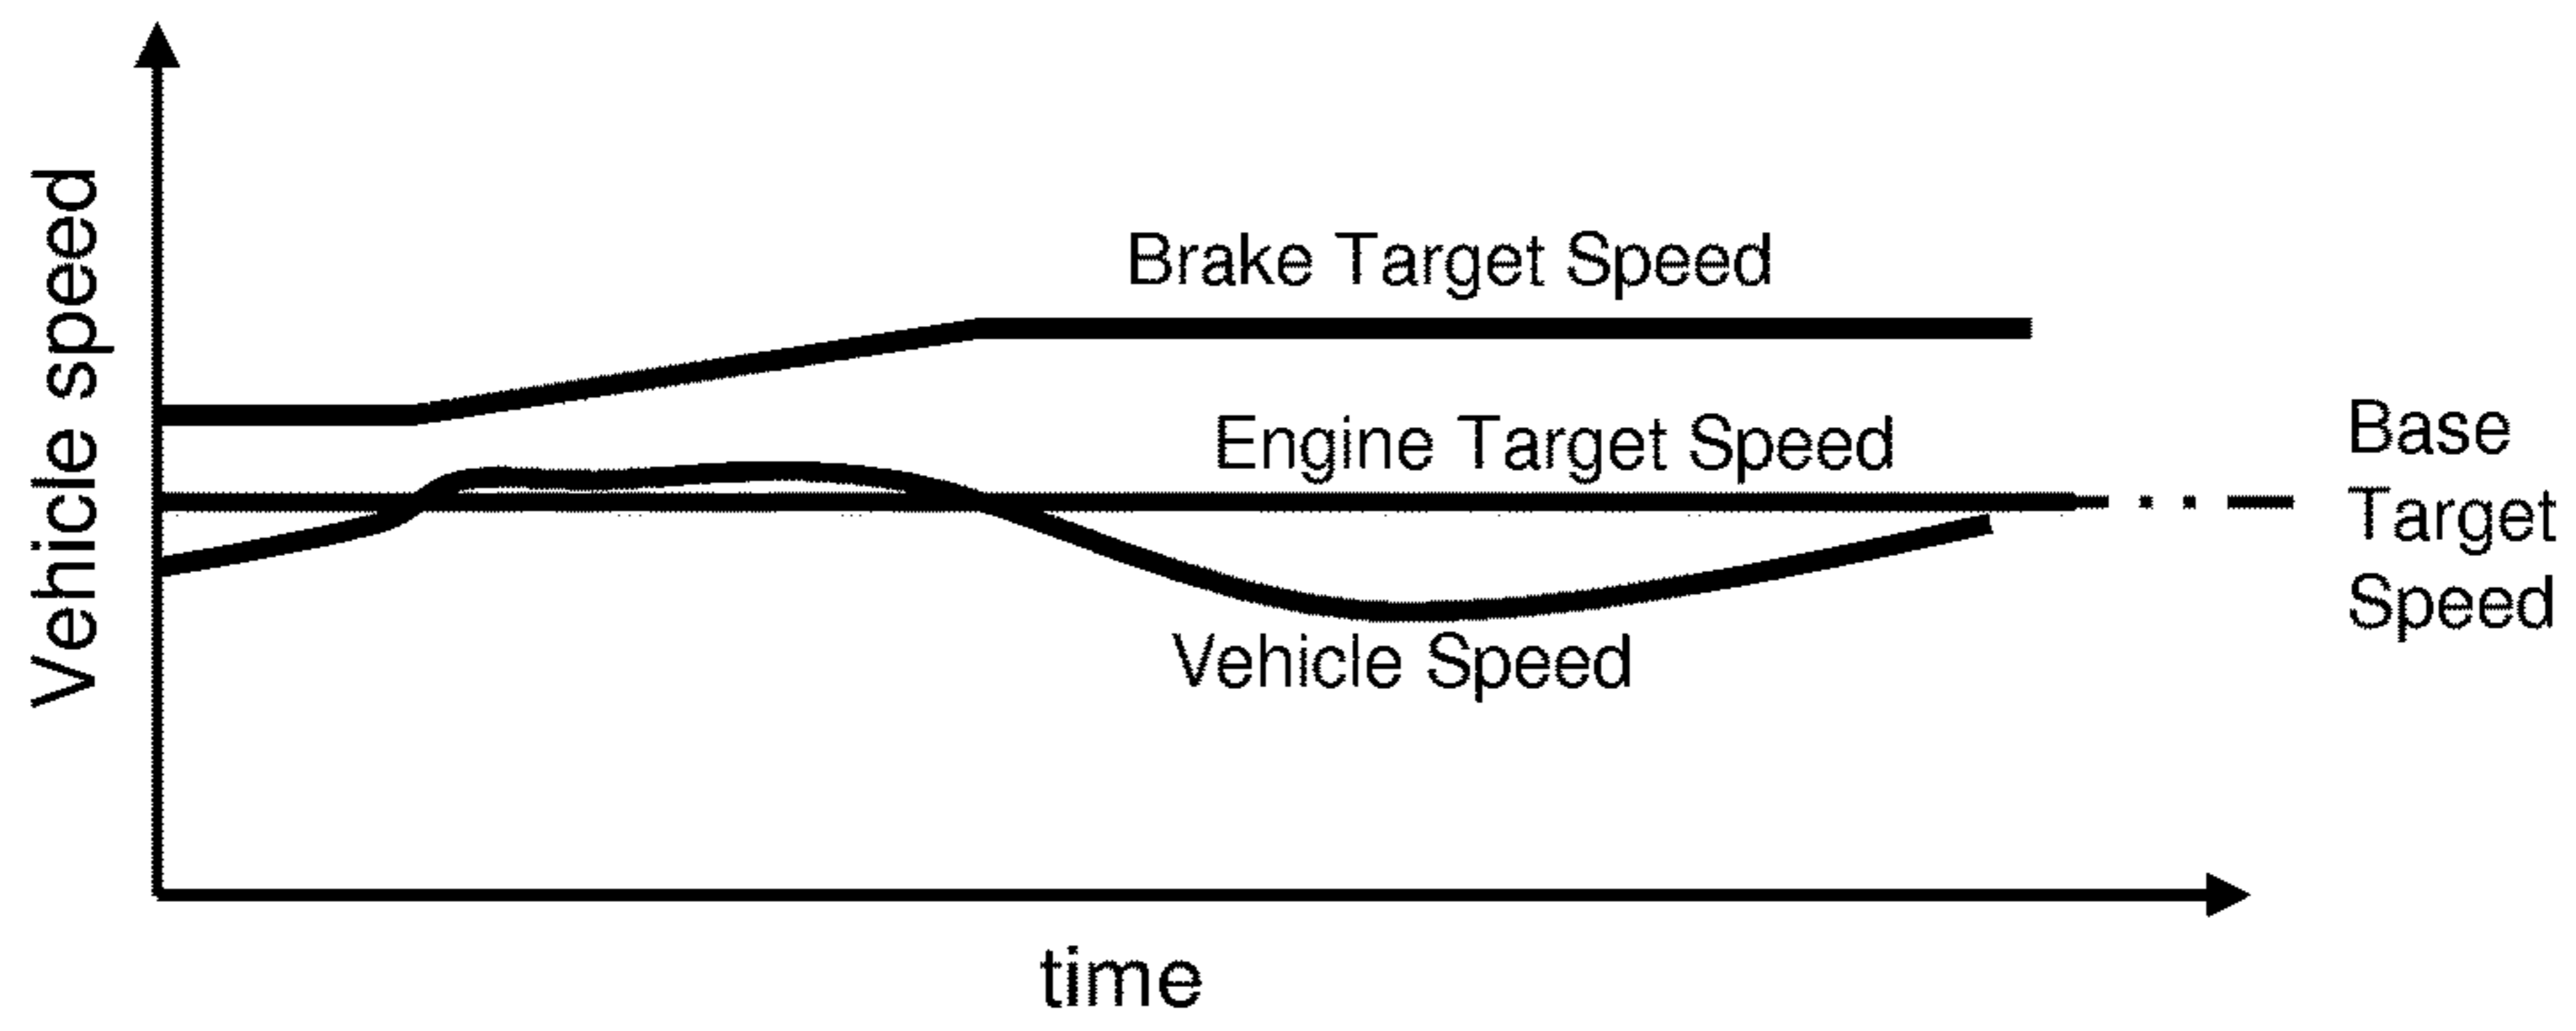 Vehicle speed
Brake Target Speed
Engine Target Speed
Base
Target
Speed
Vehicle Speed
time